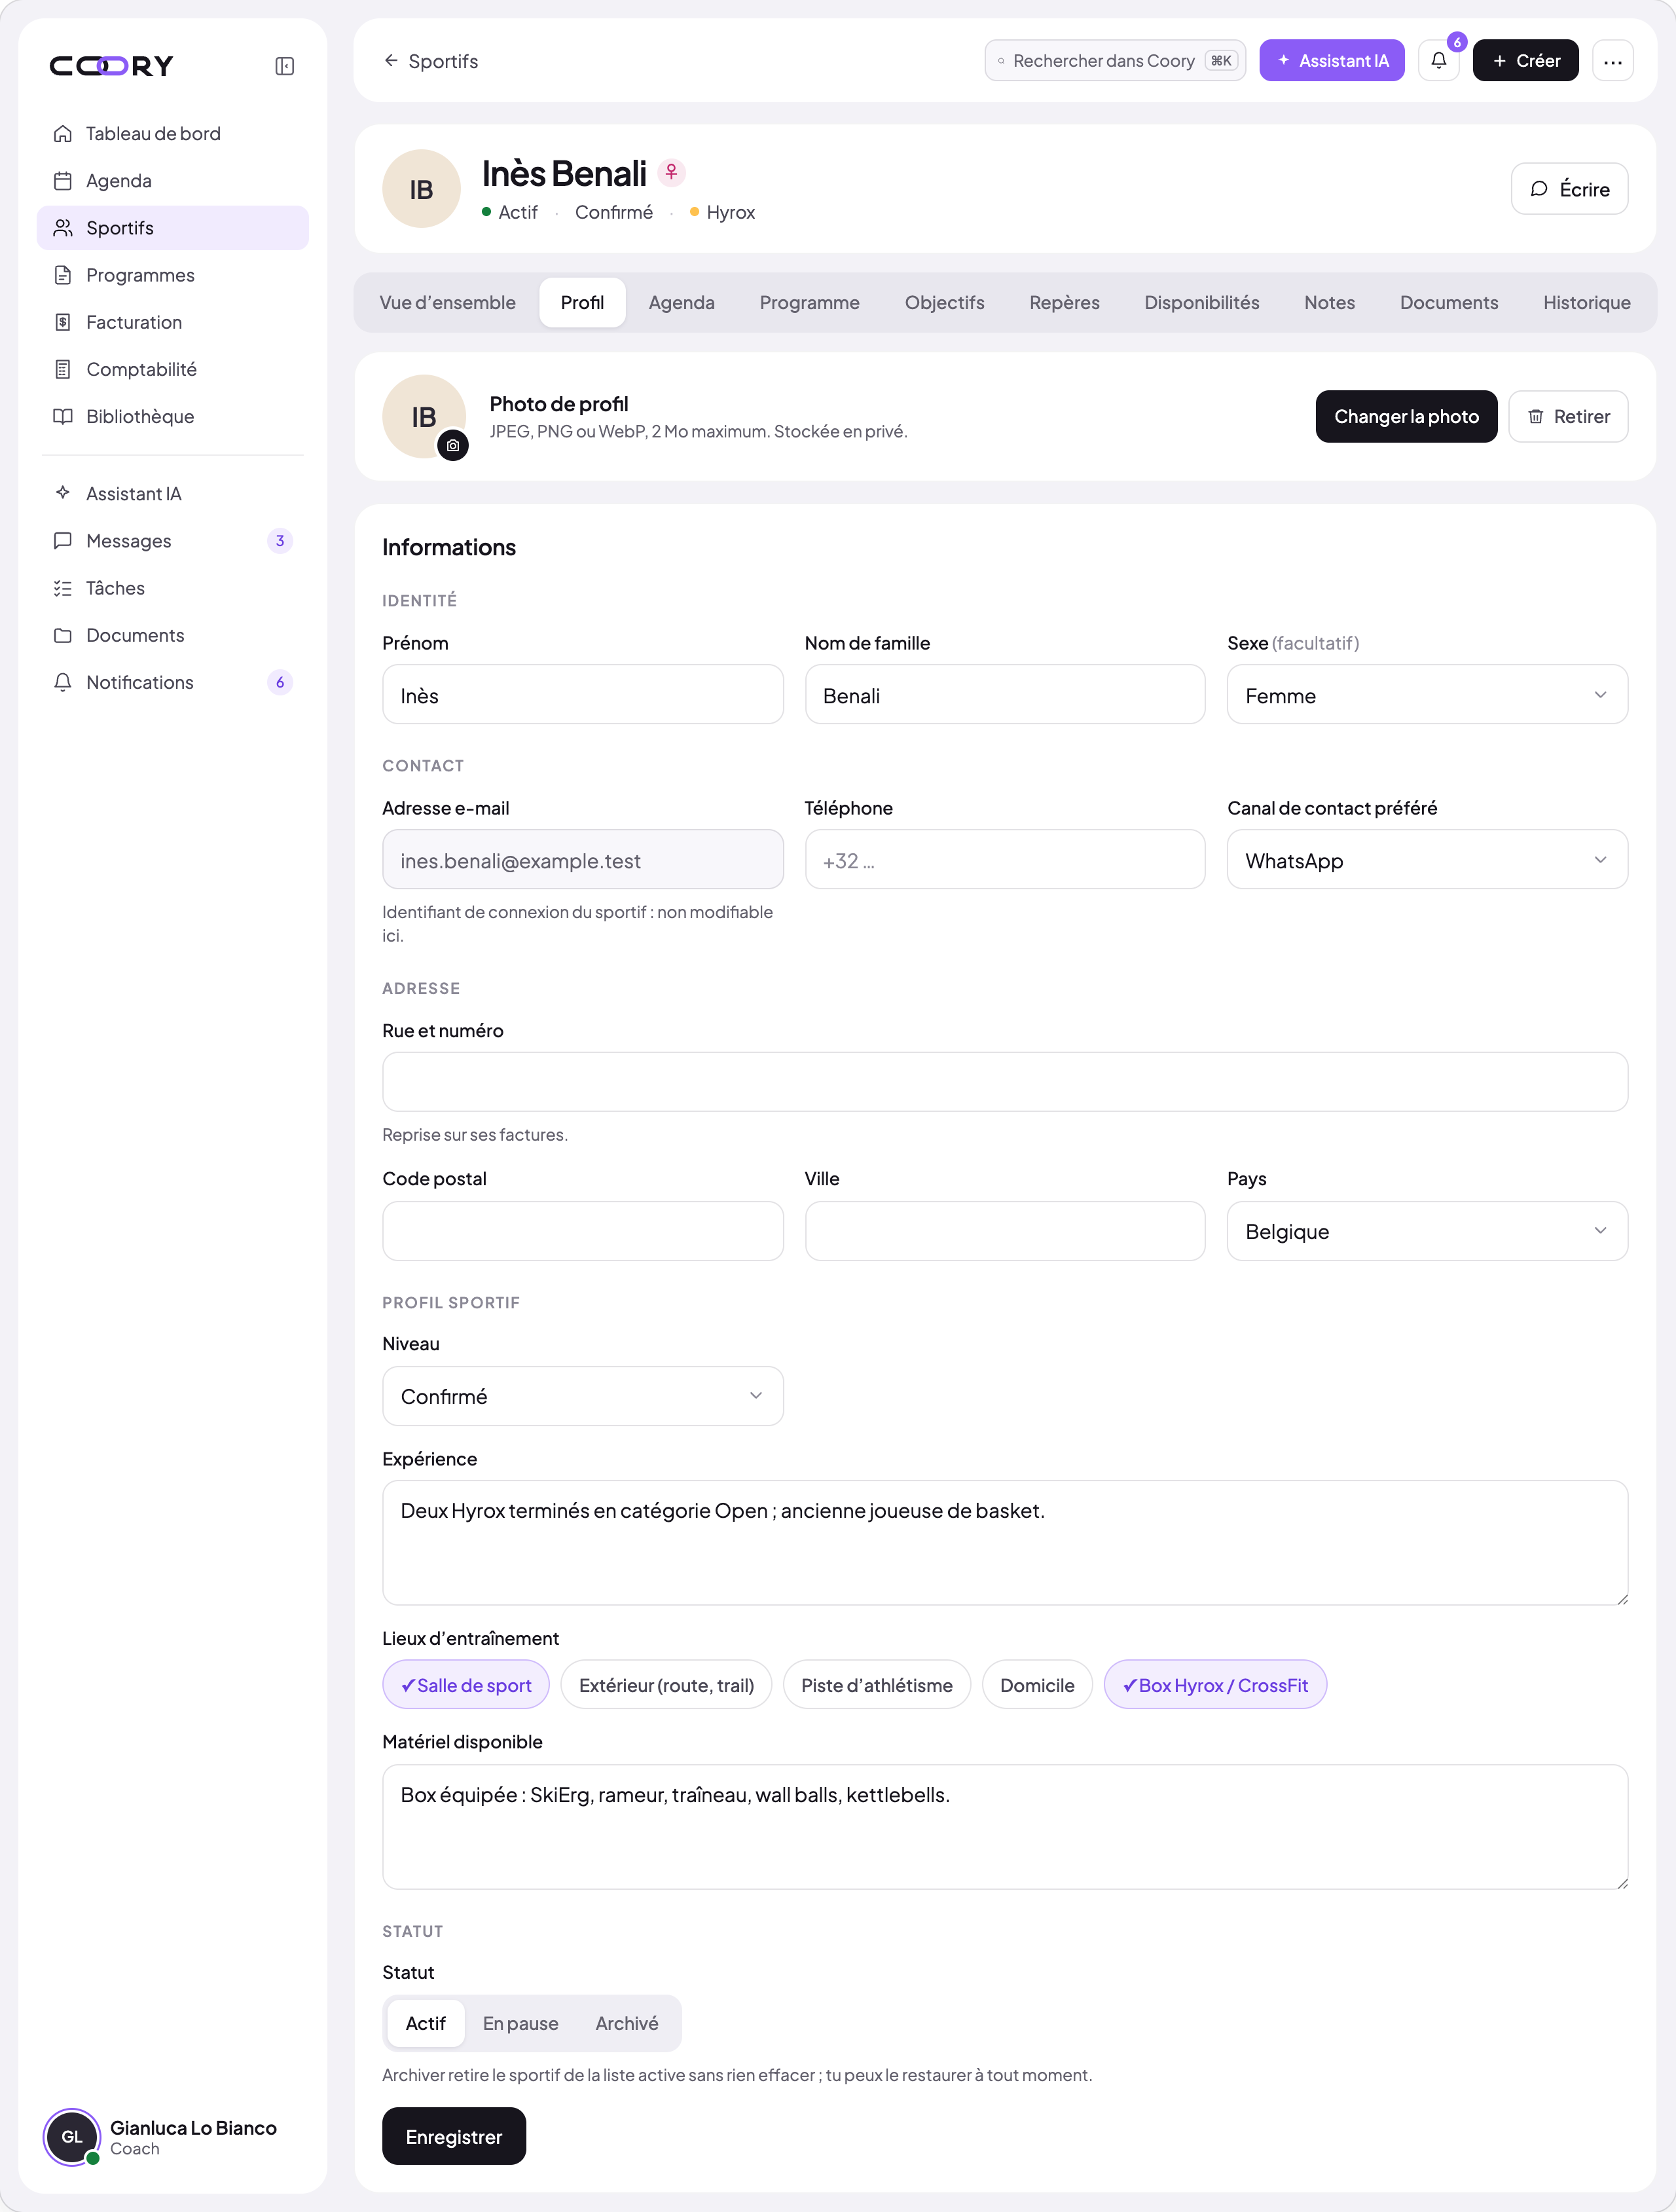 COORY
Tableau de bord
Agenda
Sportifs
Programmes
Facturation
Comptabilité
Bibliothèque
Assistant IA
Messages 3
Tâches
Documents
Notifications 6
GL
Gianluca Lo Bianco
Coach
← Sportifs
Rechercher dans Coory ⌘K
Assistant IA
6
+ Créer
...
IB
Inès Benali ♀
Actif · Confirmé · Hyrox
Écrire
Vue d’ensemble Profil Agenda Programme Objectifs Repères Disponibilités Notes Documents Historique
IB
Photo de profil
JPEG, PNG ou WebP, 2 Mo maximum. Stockée en privé.
Changer la photo
Retirer
Informations
IDENTITÉ
Prénom Nom de famille Sexe (facultatif)
Inès Benali Femme
CONTACT
Adresse e-mail Téléphone Canal de contact préféré
ines.benali@example.test +32 … WhatsApp
Identifiant de connexion du sportif : non modifiable
ici.
ADRESSE
Rue et numéro
Reprise sur ses factures.
Code postal Ville Pays
Belgique
PROFIL SPORTIF
Niveau
Confirmé
Expérience
Deux Hyrox terminés en catégorie Open ; ancienne joueuse de basket.
Lieux d’entraînement
✓Salle de sport Extérieur (route, trail) Piste d’athlétisme Domicile ✓Box Hyrox / CrossFit
Matériel disponible
Box équipée : SkiErg, rameur, traîneau, wall balls, kettlebells.
STATUT
Statut
Actif En pause Archivé
Archiver retire le sportif de la liste active sans rien effacer ; tu peux le restaurer à tout moment.
Enregistrer